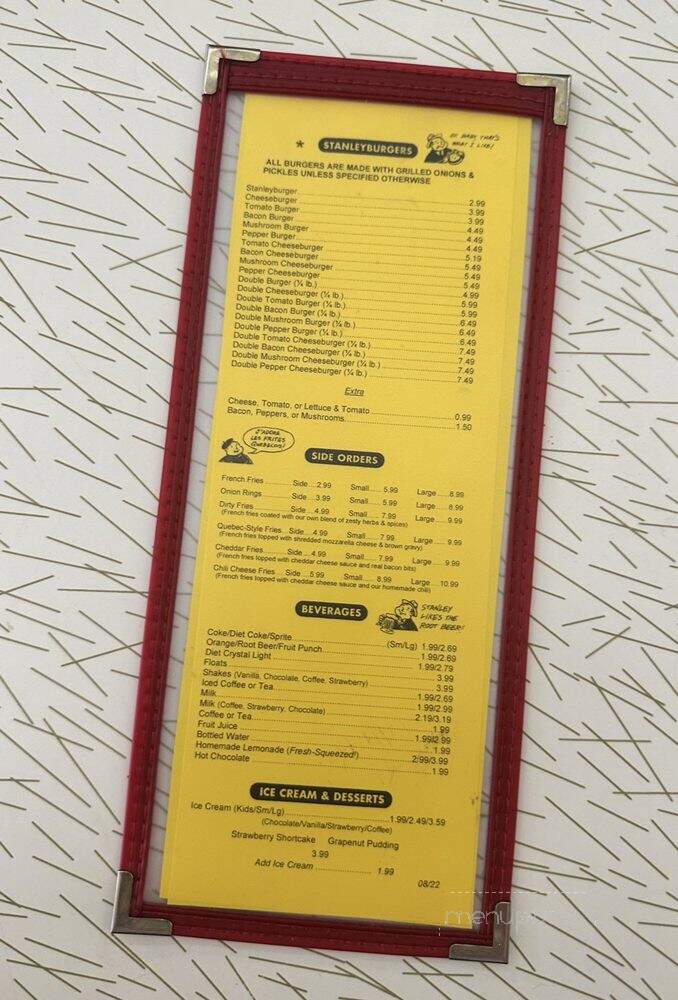 * STANLEYBURGERS
OH BABY THAT'S
WHAT I LIKE!
ALL BURGERS ARE MADE WITH GRILLED ONIONS &
PICKLES UNLESS SPECIFIED OTHERWISE
Stanleyburger 2.99
Cheeseburger 3.99
Tomato Burger 3.99
Bacon Burger 4.49
Mushroom Burger 4.49
Pepper Burger 4.49
Tomato Cheeseburger 5.19
Bacon Cheeseburger 5.49
Mushroom Cheeseburger 5.49
Pepper Cheeseburger 5.49
Double Burger (¼ lb.) 4.99
Double Cheeseburger (¼ lb.) 5.99
Double Tomato Burger (¼ lb.) 5.99
Double Bacon Burger (¼ lb.) 6.49
Double Mushroom Burger (¼ lb.) 6.49
Double Pepper Burger (¼ lb.) 6.49
Double Tomato Cheeseburger (¼ lb.) 7.49
Double Bacon Cheeseburger (¼ lb.) 7.49
Double Mushroom Cheeseburger (¼ lb.) 7.49
Double Pepper Cheeseburger (¼ lb.) 7.49
Extra
Cheese, Tomato, or Lettuce & Tomato 0.99
Bacon, Peppers, or Mushrooms 1.50
J'ADORE
LES FRITES
QUEBECOIS!
SIDE ORDERS
French Fries Side 2.99 Small 5.99 Large 8.99
Onion Rings Side 3.99 Small 5.99 Large 8.99
Dirty Fries Side 4.99 Small 7.99 Large 9.99
(French fries coated with our own blend of zesty herbs & spices)
Quebec-Style Fries Side 4.99 Small 7.99 Large 9.99
(French fries topped with shredded mozzarella cheese & brown gravy)
Cheddar Fries Side 4.99 Small 7.99 Large 9.99
(French fries topped with cheddar cheese sauce and real bacon bits)
Chili Cheese Fries Side 5.99 Small 8.99 Large 10.99
(French fries topped with cheddar cheese sauce and our homemade chili)
BEVERAGES
STANLEY
LIKES THE
ROOT BEER!
Coke/Diet Coke/Sprite (Sm/Lg) 1.99/2.69
Orange/Root Beer/Fruit Punch 1.99/2.69
Diet Crystal Light 1.99/2.79
Floats 3.99
Shakes (Vanilla, Chocolate, Coffee, Strawberry) 3.99
Iced Coffee or Tea 1.99/2.69
Milk 1.99/2.99
Milk (Coffee, Strawberry, Chocolate) 2.19/3.19
Coffee or Tea 1.99
Fruit Juice 1.99/2.99
Bottled Water 1.99
Homemade Lemonade (Fresh-Squeezed!) 2.99/3.99
Hot Chocolate 1.99
ICE CREAM & DESSERTS
Ice Cream (Kids/Sm/Lg) 1.99/2.49/3.59
(Chocolate/Vanilla/Strawberry/Coffee)
Strawberry Shortcake Grapenut Pudding
3.99
Add Ice Cream 1.99
08/22